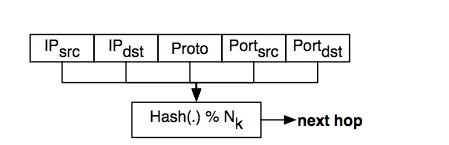 IPsrc IPdst Proto Portsrc Portdst
Hash(.) % Nk next hop